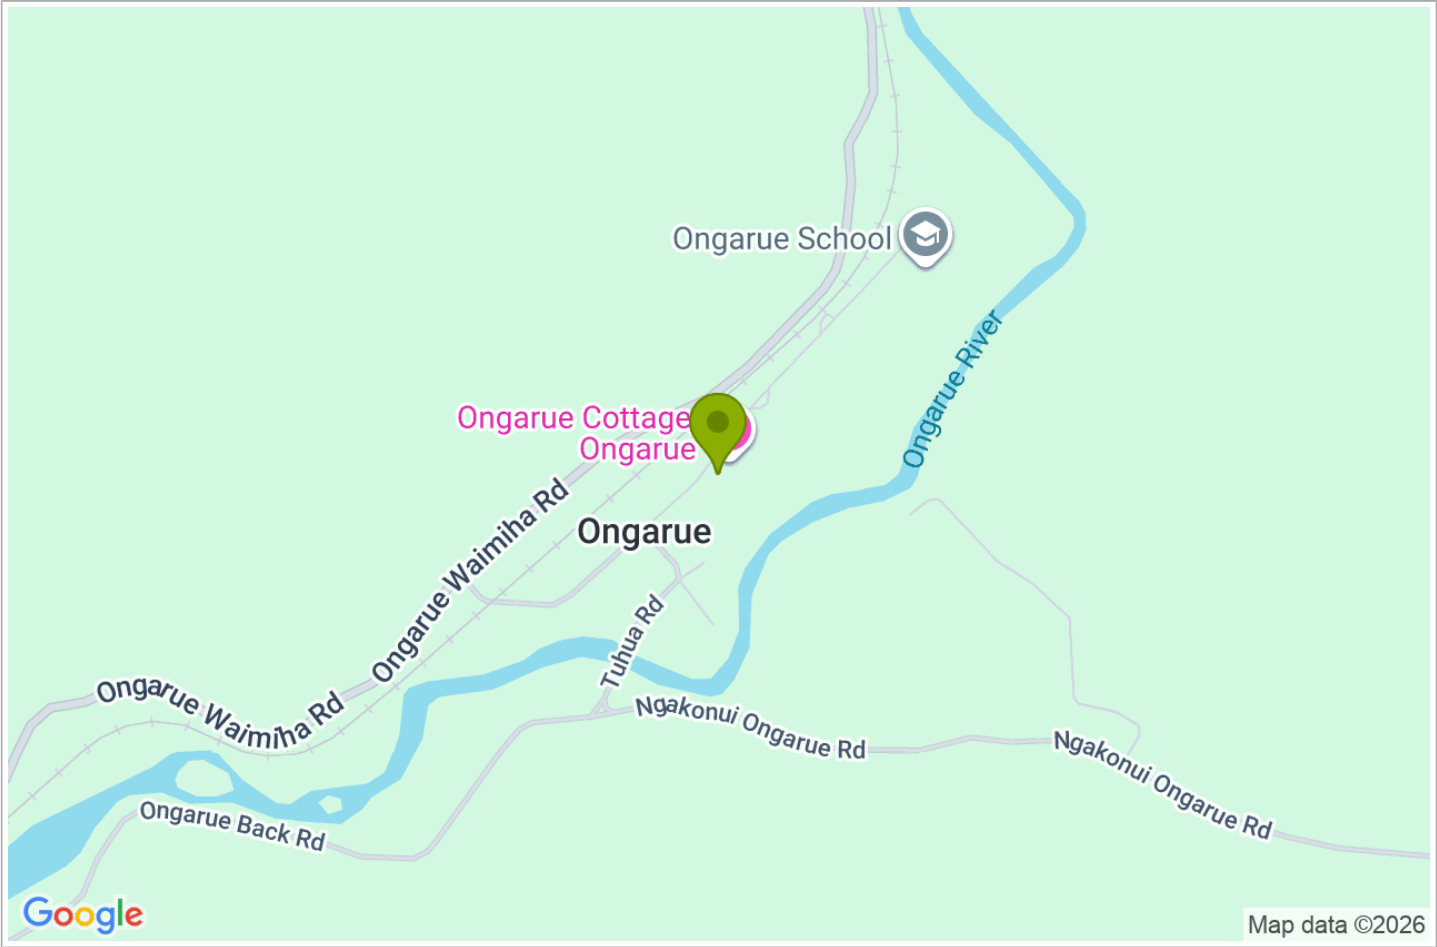 Ongarue School
Ongarue River
Ongarue Cottage
Ongarue
Ongarue Waimiha Rd
Ongarue
Tuhua Rd
Ongarue Waimiha Rd
Ngakonui Ongarue Rd
Ngakonui Ongarue Rd
Ongarue Back Rd
Google
Map data ©2026